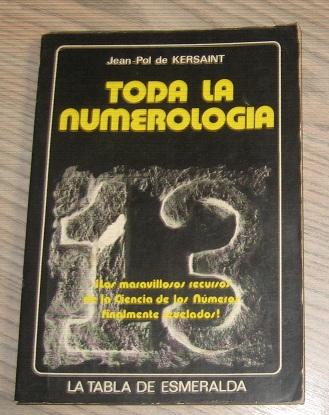 Jean-Pol de KERSAINT
TODA LA
NUMEROLOGIA
13
¡Los maravillosos recursos
de la Ciencia de los Números
finalmente revelados!
LA TABLA DE ESMERALDA